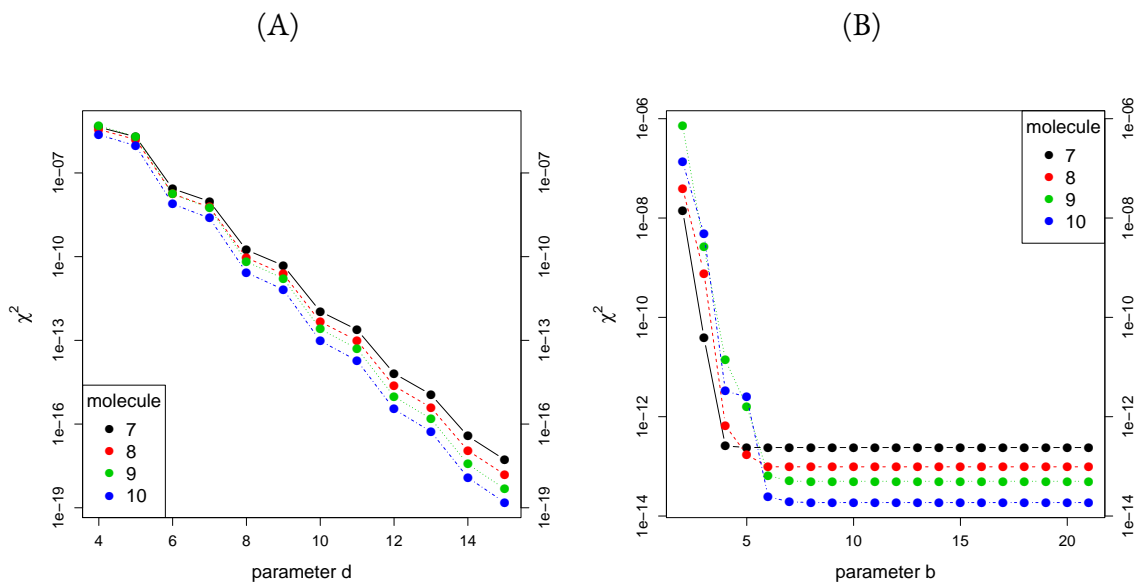 (A)
χ2
1e-07
1e-10
1e-13
1e-16
1e-19
1e-07
1e-10
1e-13
1e-16
1e-19
molecule
7
8
9
10
4 6 8 10 12 14
parameter d
(B)
χ2
1e-06
1e-08
1e-10
1e-12
1e-14
1e-06
1e-08
1e-10
1e-12
1e-14
molecule
7
8
9
10
5 10 15 20
parameter b